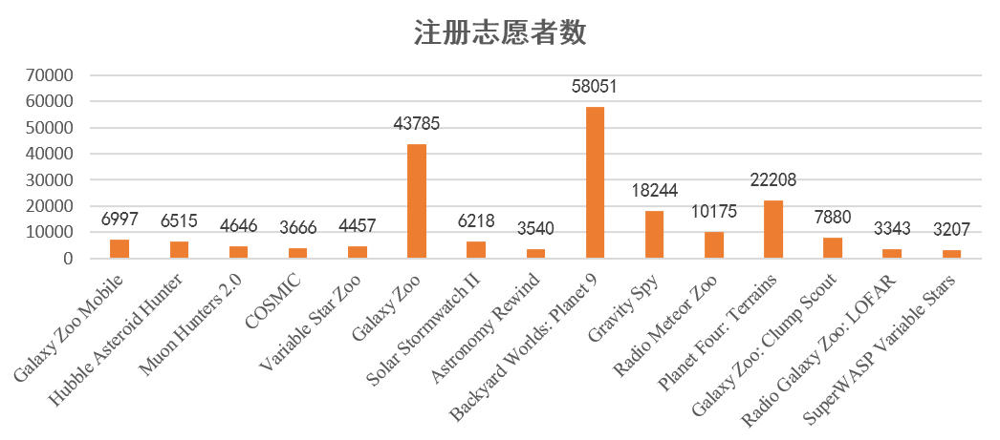 注册志愿者数
70000
60000
50000
40000
30000
20000
10000
0
6997
6515
4646
3666
4457
43785
6218
3540
58051
18244
10175
22208
7880
3343
3207
Galaxy Zoo Mobile
Hubble Asteroid Hunter
Muon Hunters 2.0
COSMIC
Variable Star Zoo
Galaxy Zoo
Solar Stormwatch II
Astronomy Rewind
Backyard Worlds: Planet 9
Gravity Spy
Radio Meteor Zoo
Planet Four: Terrains
Galaxy Zoo: Clump Scout
Radio Galaxy Zoo: LOFAR
SuperWASP Variable Stars